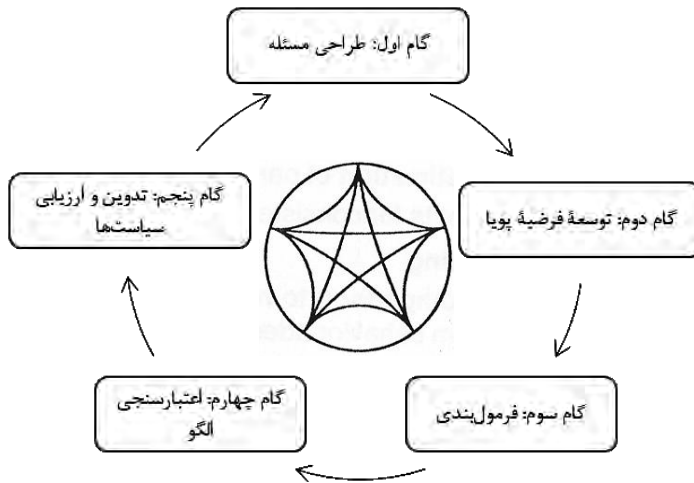 گام اول: طراحی مسئله
گام دوم: توسعهٔ فرضیهٔ پویا
گام سوم: فرمول‌بندی
گام چهارم: اعتبارسنجی
الگو
گام پنجم: تدوین و ارزیابی
سیاست‌ها